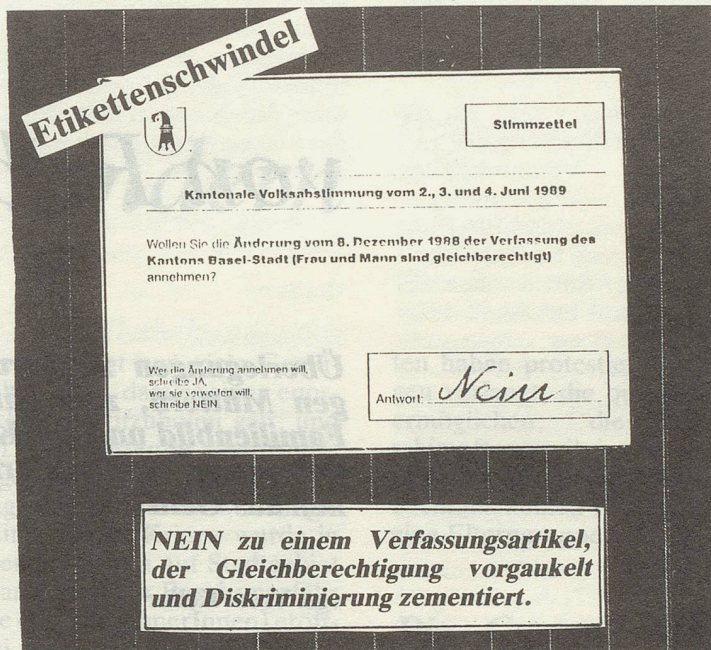 Etikettenschwindel
Stimmzettel
Kantonale Volksabstimmung vom 2., 3. und 4. Juni 1989
Wollen Sie die Änderung vom 8. Dezember 1988 der Verfassung des
Kantons Basel-Stadt (Frau und Mann sind gleichberechtigt)
annehmen?
Wer die Änderung annehmen will,
schreibe JA,
wer sie verwerfen will,
schreibe NEIN
Antwort: Nein
NEIN zu einem Verfassungsartikel,
der Gleichberechtigung vorgaukelt
und Diskriminierung zementiert.